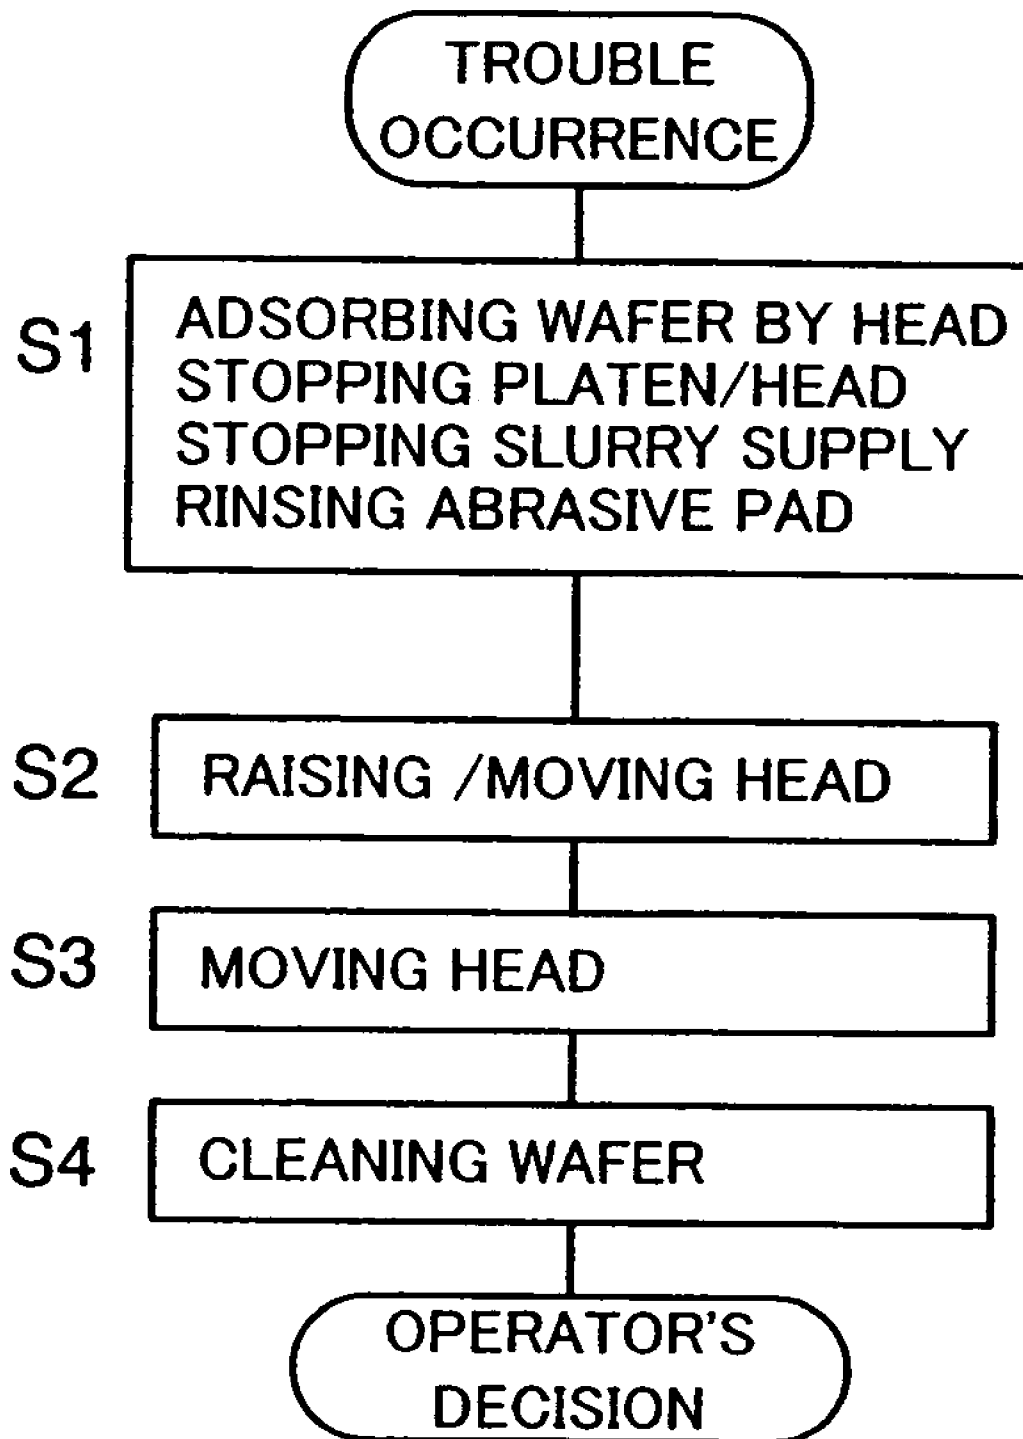 TROUBLE
OCCURRENCE
S1
ADSORBING WAFER BY HEAD
STOPPING PLATEN/HEAD
STOPPING SLURRY SUPPLY
RINSING ABRASIVE PAD
S2
RAISING /MOVING HEAD
S3
MOVING HEAD
S4
CLEANING WAFER
OPERATOR'S
DECISION